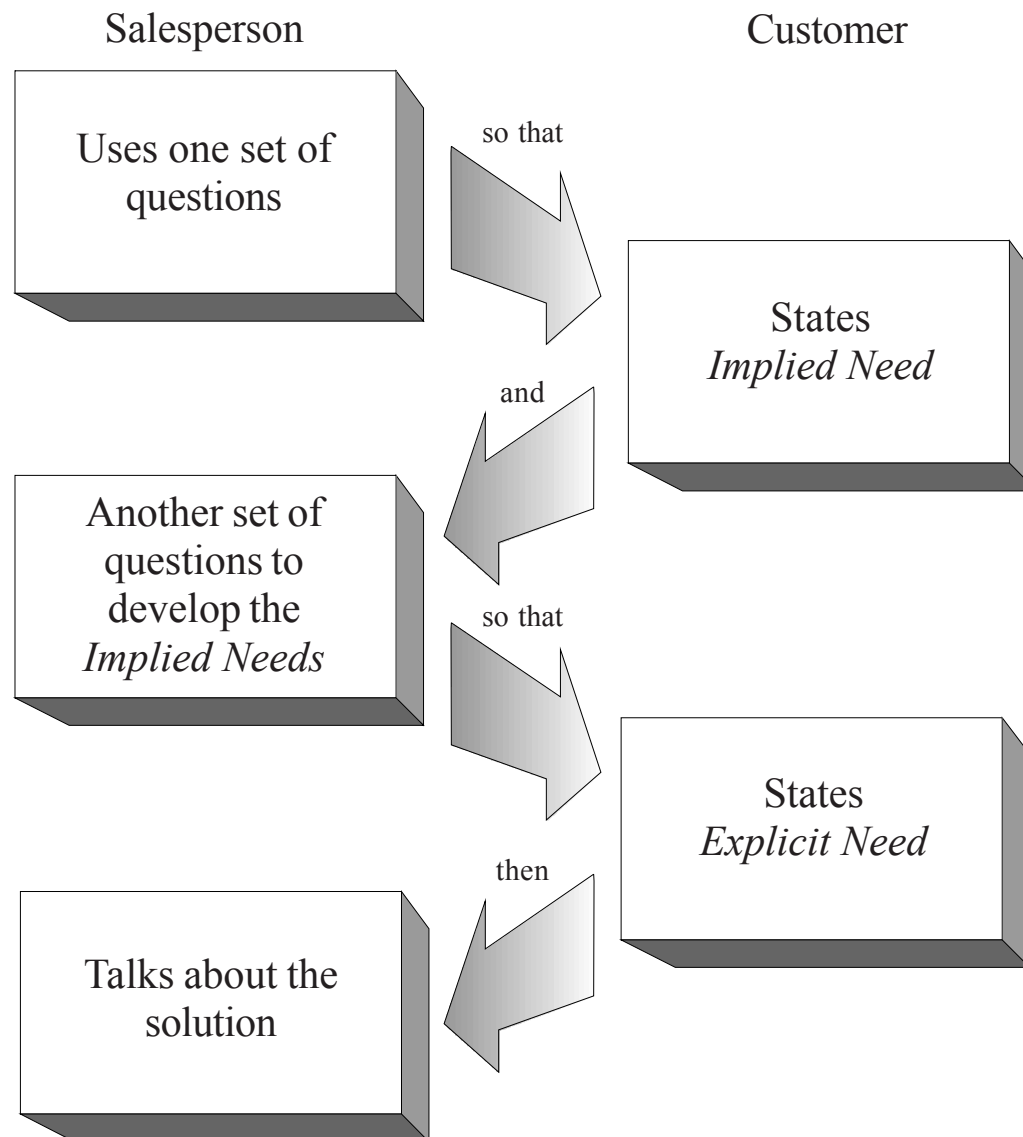 Salesperson
Customer
Uses one set of
questions
so that
States
Implied Need
and
Another set of
questions to
develop the
Implied Needs
so that
States
Explicit Need
then
Talks about the
solution